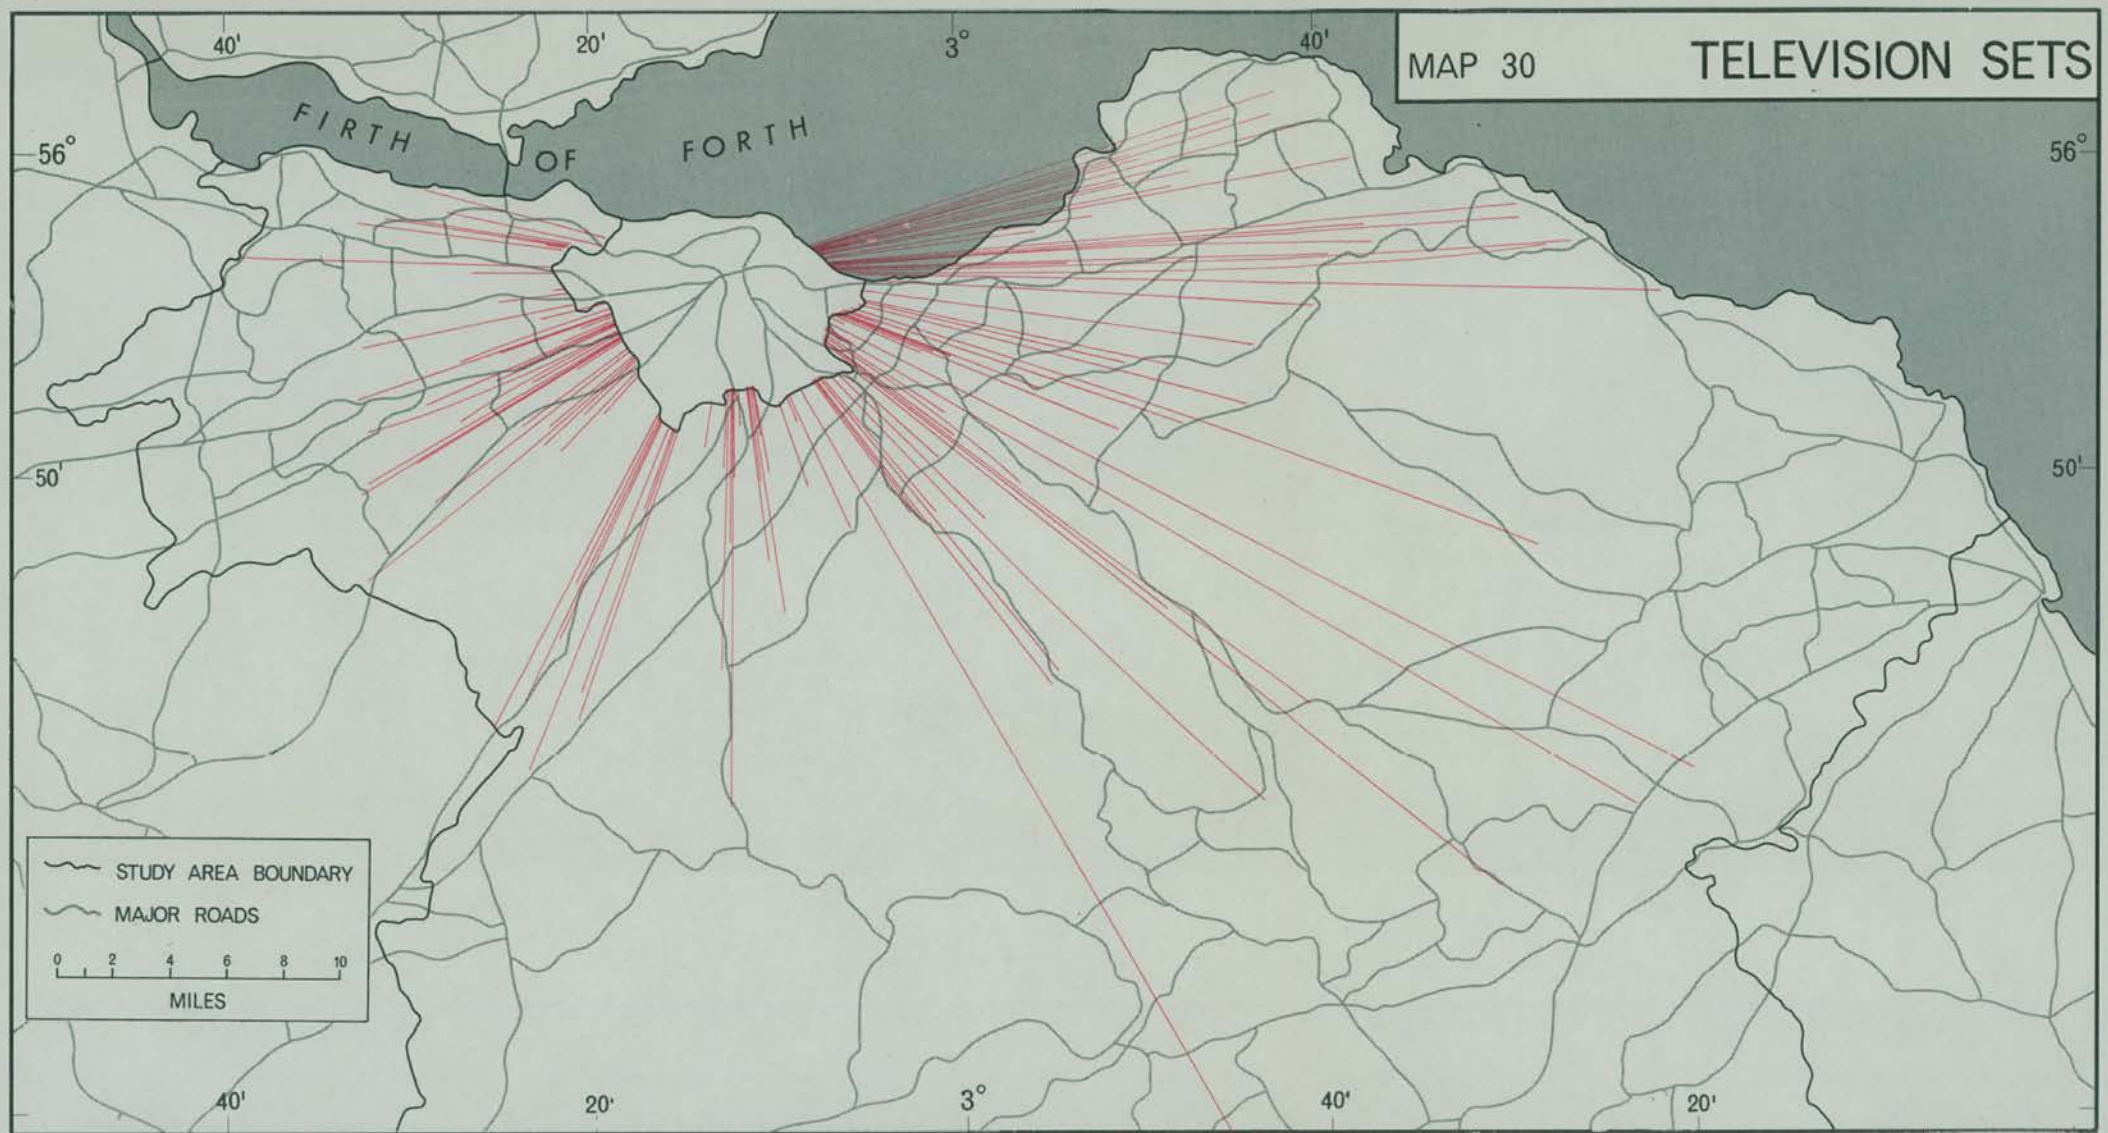 40'
20'
3°
40'
MAP 30 TELEVISION SETS
FIRTH OF FORTH
56°
56°
50'
50'
STUDY AREA BOUNDARY
MAJOR ROADS
0 2 4 6 8 10
MILES
40'
20'
3°
40'
20'